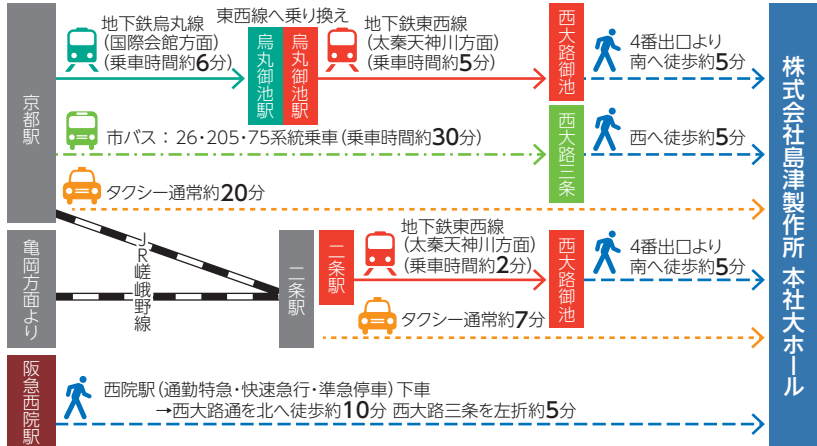 京都駅
地下鉄烏丸線
(国際会館方面)
(乗車時間約6分)
東西線へ乗り換え
烏丸御池駅
烏丸御池駅
地下鉄東西線
(太秦天神川方面)
(乗車時間約5分)
西大路御池
4番出口より
南へ徒歩約5分
市バス：26・205・75系統乗車(乗車時間約30分)
西大路三条
西へ徒歩約5分
タクシー通常約20分
亀岡方面より
JR嵯峨野線
二条駅
二条駅
地下鉄東西線
(太秦天神川方面)
(乗車時間約2分)
西大路御池
4番出口より
南へ徒歩約5分
タクシー通常約7分
阪急西院駅
西院駅(通勤特急・快速急行・準急停車)下車
→西大路通を北へ徒歩約10分 西大路三条を左折約5分
株式会社島津製作所 本社大ホール